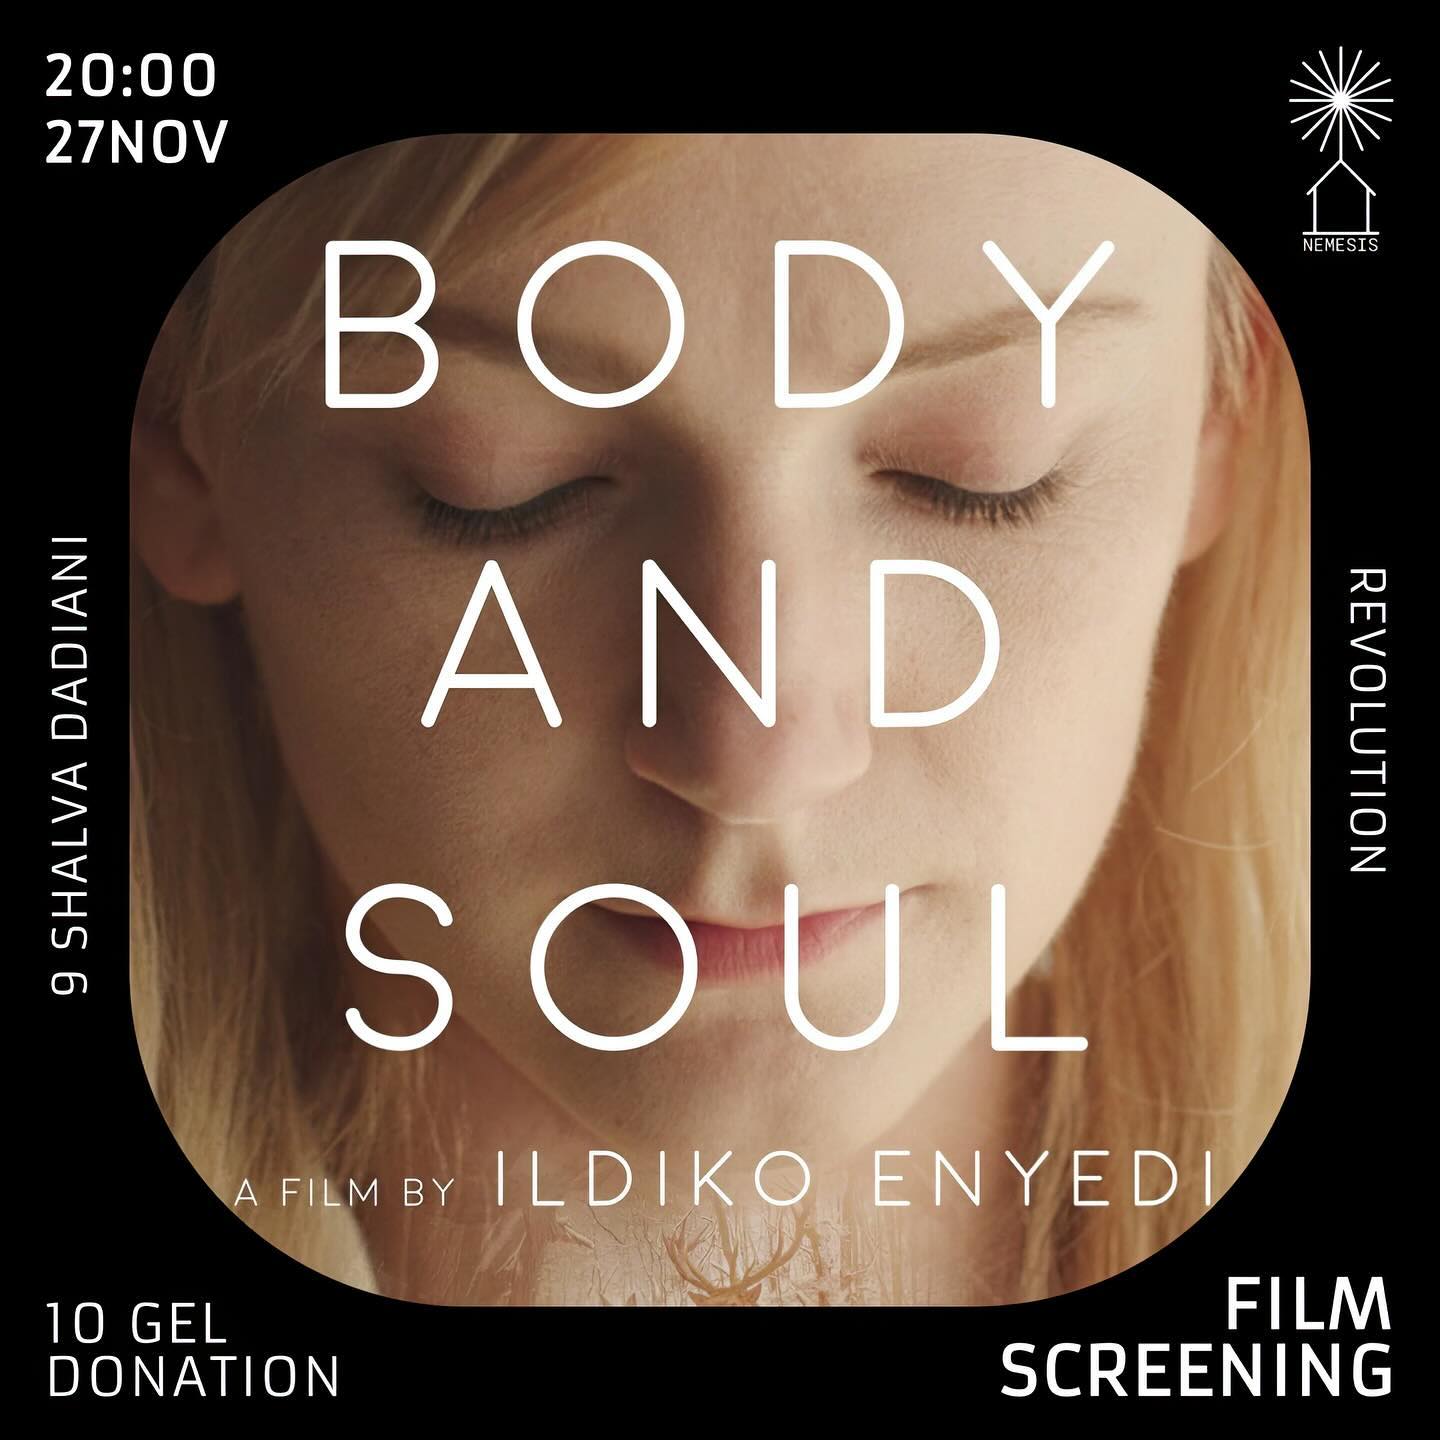 20:00
27NOV
NEMESIS
BODY
AND
SOUL
9 SHALVA DADIANI
REVOLUTION
A FILM BY ILDIKO ENYEDI
10 GEL
DONATION
FILM
SCREENING